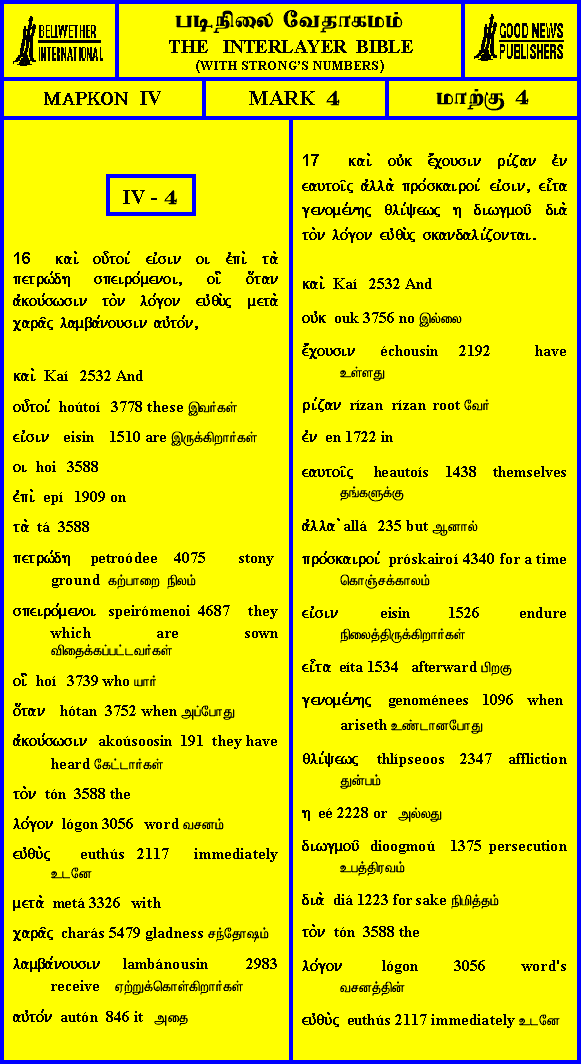 BELLWETHER
INTERNATIONAL
படிநிலை வேதாகமம்
THE INTERLAYER BIBLE
(WITH STRONG'S NUMBERS)
GOOD NEWS
PUBLISHERS
ΜΑΡΚΟΝ IV
MARK 4
மாற்கு 4
IV - 4
16 καὶ οὗτοί εἰσιν οι ἐπὶ τὰ
πετρώδη σπειρόμενοι, οἳ ὅταν
ἀκούσωσιν τὸν λόγον εὐθὺς μετὰ
χαρᾶς λαμβάνουσιν αὐτόν,
καὶ Kaí 2532 And
οὗτοί hoútoí 3778 these இவர்கள்
εἰσιν eisin 1510 are இருக்கிறார்கள்
οι hoi 3588
ἐπὶ epí 1909 on
τὰ tá 3588
πετρώδη petroódee 4075 stony
ground கற்பாறை நிலம்
σπειρόμενοι speirómenoi 4687 they
which are sown
விதைக்கப்பட்டவர்கள்
οἳ hoí 3739 who யார்
ὅταν hótan 3752 when அப்போது
ἀκούσωσιν akoúsoosin 191 they have
heard கேட்டார்கள்
τὸν tón 3588 the
λόγον lógon 3056 word வசனம்
εὐθὺς euthús 2117 immediately
உடனே
μετὰ metá 3326 with
χαρᾶς charás 5479 gladness சந்தோஷம்
λαμβάνουσιν lambánousin 2983
receive ஏற்றுக்கொள்கிறார்கள்
αὐτόν autón 846 it அதை
17 καὶ οὐκ ἔχουσιν ρίζαν ἐν
εαυτοῖς ἀλλὰ πρόσκαιροί εἰσιν, εἶτα
γενομένης θλίψεως η διωγμοῦ διὰ
τὸν λόγον εὐθὺς σκανδαλίζονται.
καὶ Kaí 2532 And
οὐκ ouk 3756 no இல்லை
ἔχουσιν échousin 2192 have
உள்ளது
ρίζαν rízan rízan root வேர்
ἐν en 1722 in
εαυτοῖς heautoís 1438 themselves
தங்களுக்கு
ἀλλα` allá 235 but ஆனால்
πρόσκαιροί próskairoí 4340 for a time
கொஞ்சக்காலம்
εἰσιν eisin 1526 endure
நிலைத்திருக்கிறார்கள்
εἶτα eíta 1534 afterward பிறகு
γενομένης genoménees 1096 when
ariseth உண்டானபோது
θλίψεως thlípseoos 2347 affliction
துன்பம்
η eé 2228 or அல்லது
διωγμοῦ dioogmoú 1375 persecution
உபத்திரவம்
διὰ diá 1223 for sake நிமித்தம்
τὸν tón 3588 the
λόγον lógon 3056 word's
வசனத்தின்
εὐθὺς euthús 2117 immediately உடனே